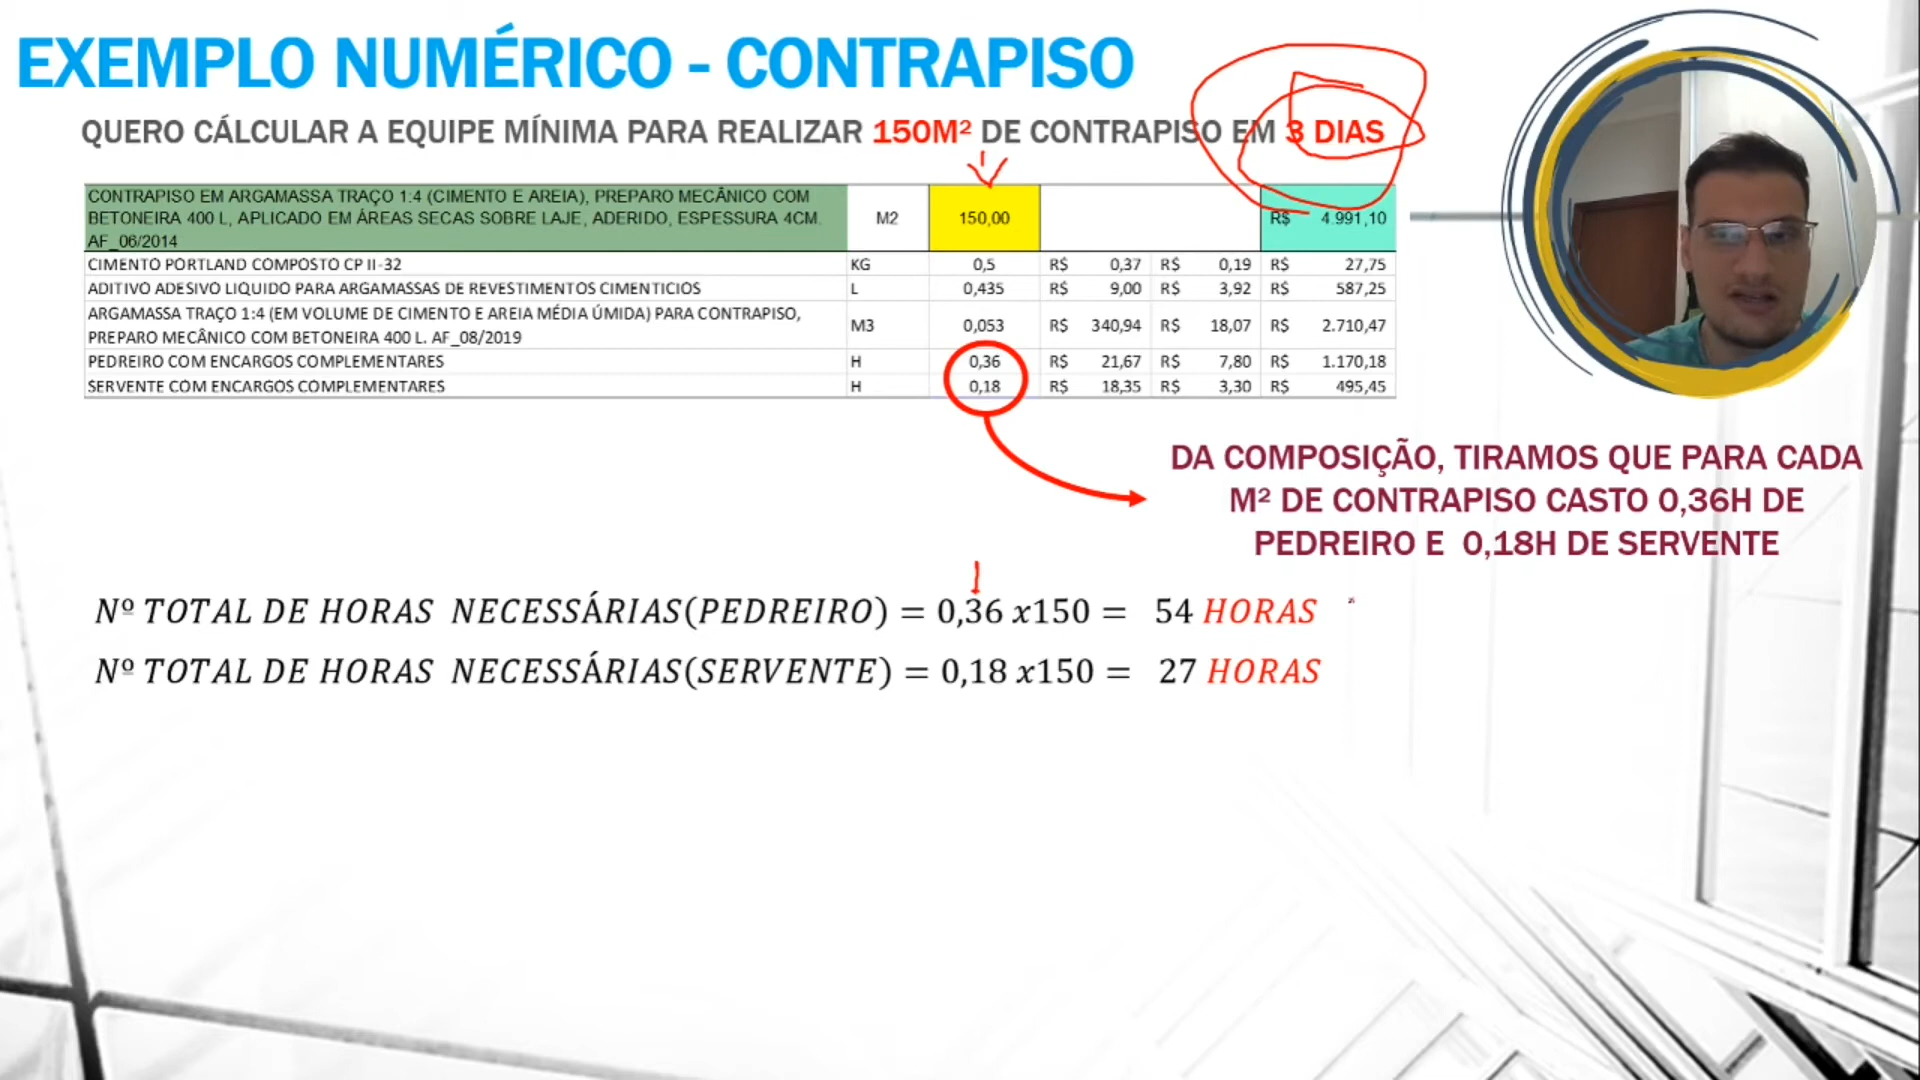 EXEMPLO NUMÉRICO - CONTRAPISO
QUERO CÁLCULAR A EQUIPE MÍNIMA PARA REALIZAR 150M² DE CONTRAPISO EM 3 DIAS
CONTRAPISO EM ARGAMASSA TRAÇO 1:4 (CIMENTO E AREIA), PREPARO MECÂNICO COM
BETONEIRA 400 L, APLICADO EM ÁREAS SECAS SOBRE LAJE, ADERIDO, ESPESSURA 4CM. M2 150,00 R$ 4.991,10
AF_06/2014
CIMENTO PORTLAND COMPOSTO CP II-32 KG 0,5 R$ 0,37 R$ 0,19 R$ 27,75
ADITIVO ADESIVO LIQUIDO PARA ARGAMASSAS DE REVESTIMENTOS CIMENTICIOS L 0,435 R$ 9,00 R$ 3,92 R$ 587,25
ARGAMASSA TRAÇO 1:4 (EM VOLUME DE CIMENTO E AREIA MÉDIA ÚMIDA) PARA CONTRAPISO,
PREPARO MECÂNICO COM BETONEIRA 400 L. AF_08/2019 M3 0,053 R$ 340,94 R$ 18,07 R$ 2.710,47
PEDREIRO COM ENCARGOS COMPLEMENTARES H 0,36 R$ 21,67 R$ 7,80 R$ 1.170,18
SERVENTE COM ENCARGOS COMPLEMENTARES H 0,18 R$ 18,35 R$ 3,30 R$ 495,45
DA COMPOSIÇÃO, TIRAMOS QUE PARA CADA
M² DE CONTRAPISO CASTO 0,36H DE
PEDREIRO E 0,18H DE SERVENTE
Nº TOTAL DE HORAS NECESSÁRIAS(PEDREIRO) = 0,36 x150 = 54 HORAS
Nº TOTAL DE HORAS NECESSÁRIAS(SERVENTE) = 0,18 x150 = 27 HORAS